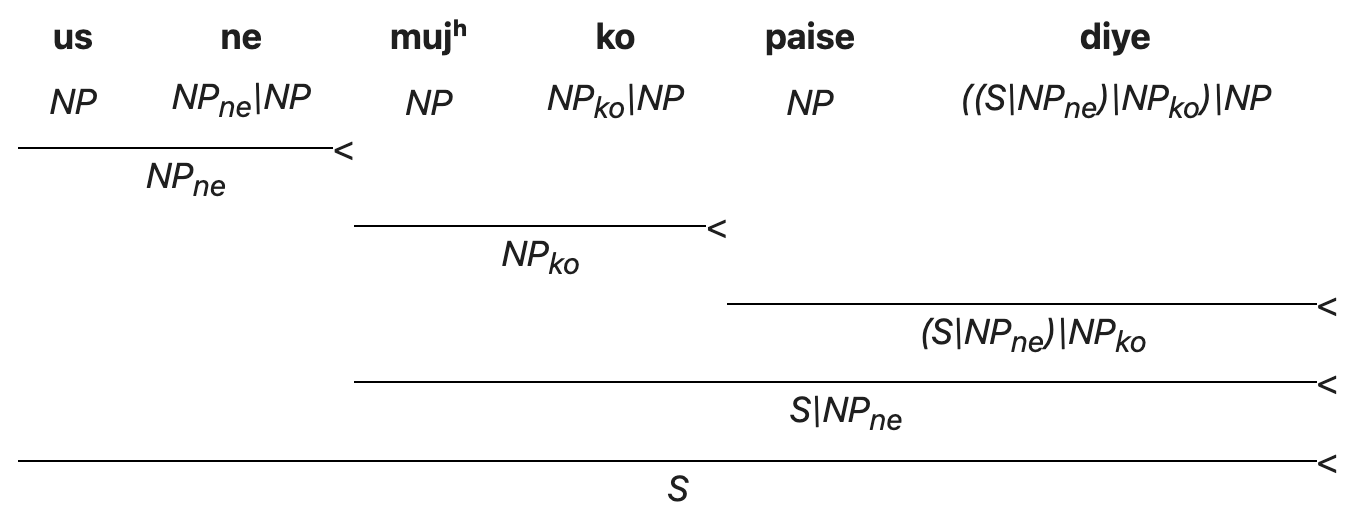 us ne mujʰ ko paise diye
NP NP_ne\NP NP NP_ko\NP NP ((S\NP_ne)\NP_ko)\NP
<
NP_ne
<
NP_ko
<
(S\NP_ne)\NP_ko
<
S\NP_ne
<
S